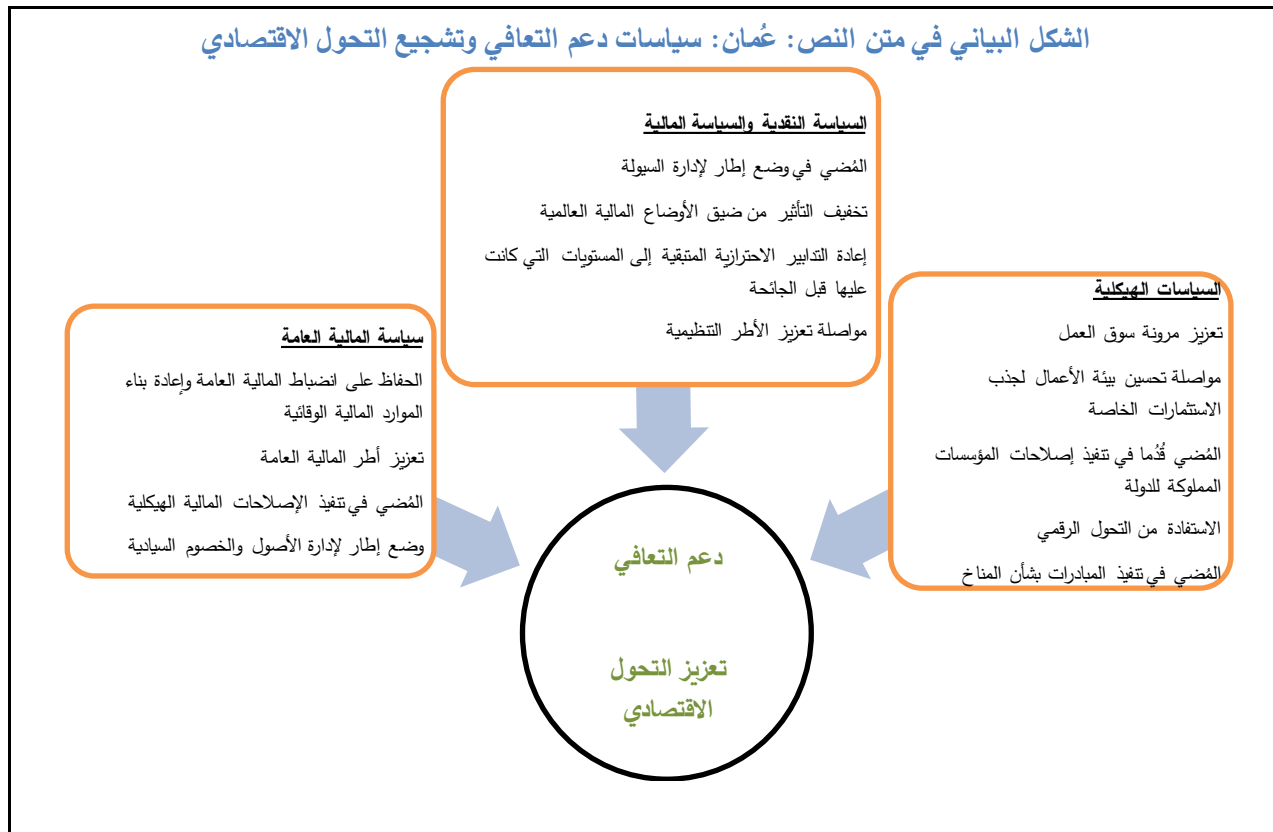 الشكل البياني في متن النص: عُمان: سياسات دعم التعافي وتشجيع التحول الاقتصادي
السياسة النقدية والسياسة المالية
المُضي في وضع إطار لإدارة السيولة
تخفيف التأثير من ضيق الأوضاع المالية العالمية
إعادة التدابير الاحترازية المتبقية إلى المستويات التي كانت
عليها قبل الجائحة
مواصلة تعزيز الأطر التنظيمية
السياسات الهيكلية
تعزيز مرونة سوق العمل
مواصلة تحسين بيئة الأعمال لجذب
الاستثمارات الخاصة
المُضي قُدُما في تنفيذ إصلاحات المؤسسات
المملوكة للدولة
الاستفادة من التحول الرقمي
المُضي في تنفيذ المبادرات بشأن المناخ
سياسة المالية العامة
الحفاظ على انضباط المالية العامة وإعادة بناء
الموارد المالية الوقائية
تعزيز أطر المالية العامة
المُضي في تنفيذ الإصلاحات المالية الهيكلية
وضع إطار لإدارة الأصول والخصوم السيادية
دعم التعافي
تعزيز التحول
الاقتصادي